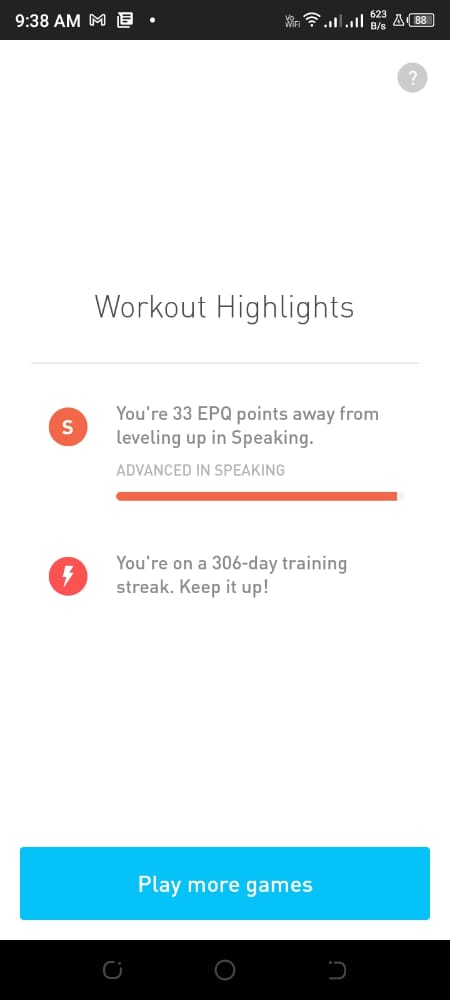 9:38 AM
Vo
WiFi
623
B/s
88
?
Workout Highlights
S
You're 33 EPQ points away from
leveling up in Speaking.
ADVANCED IN SPEAKING
You're on a 306-day training
streak. Keep it up!
Play more games